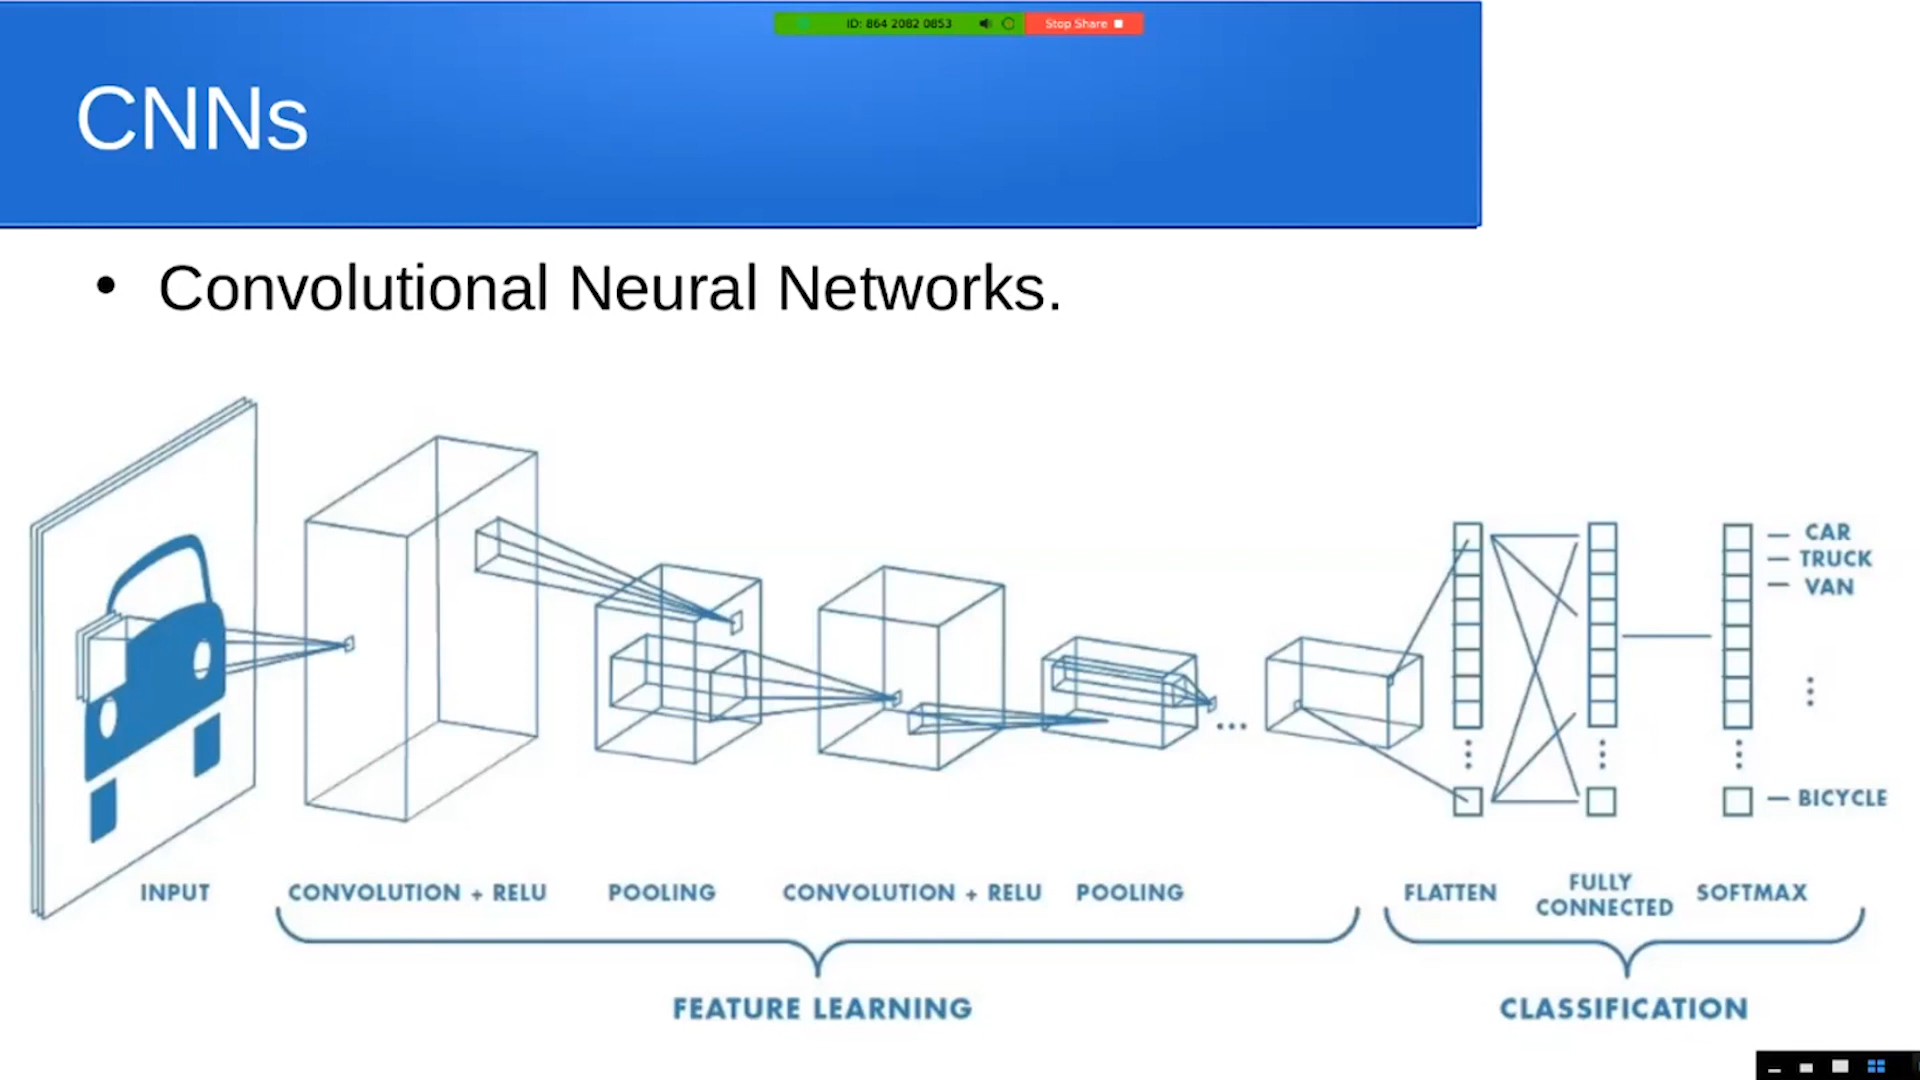 ID: 864 2082 0853 Stop Share
CNNs
• Convolutional Neural Networks.
CAR
TRUCK
VAN
BICYCLE
INPUT CONVOLUTION + RELU POOLING CONVOLUTION + RELU POOLING FLATTEN FULLY CONNECTED SOFTMAX
FEATURE LEARNING CLASSIFICATION